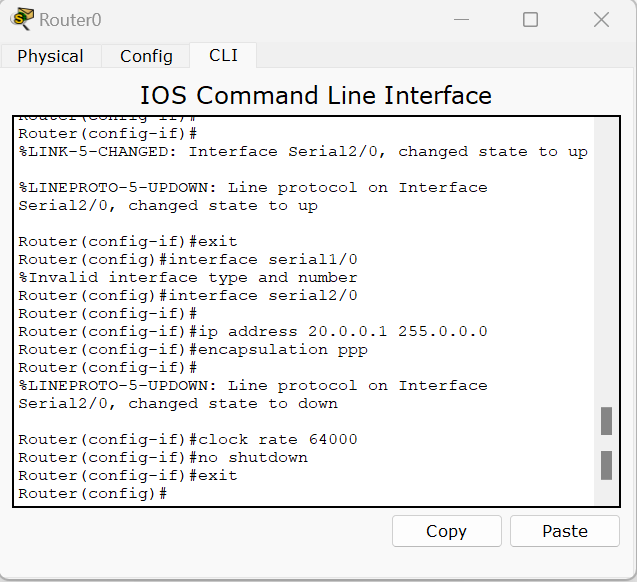 Router0
Physical Config CLI
IOS Command Line Interface
Router(config-if)#
Router(config-if)#
%LINK-5-CHANGED: Interface Serial2/0, changed state to up
%LINEPROTO-5-UPDOWN: Line protocol on Interface
Serial2/0, changed state to up
Router(config-if)#exit
Router(config)#interface serial1/0
%Invalid interface type and number
Router(config)#interface serial2/0
Router(config-if)#
Router(config-if)#ip address 20.0.0.1 255.0.0.0
Router(config-if)#encapsulation ppp
Router(config-if)#
%LINEPROTO-5-UPDOWN: Line protocol on Interface
Serial2/0, changed state to down
Router(config-if)#clock rate 64000
Router(config-if)#no shutdown
Router(config-if)#exit
Router(config)#
Copy Paste